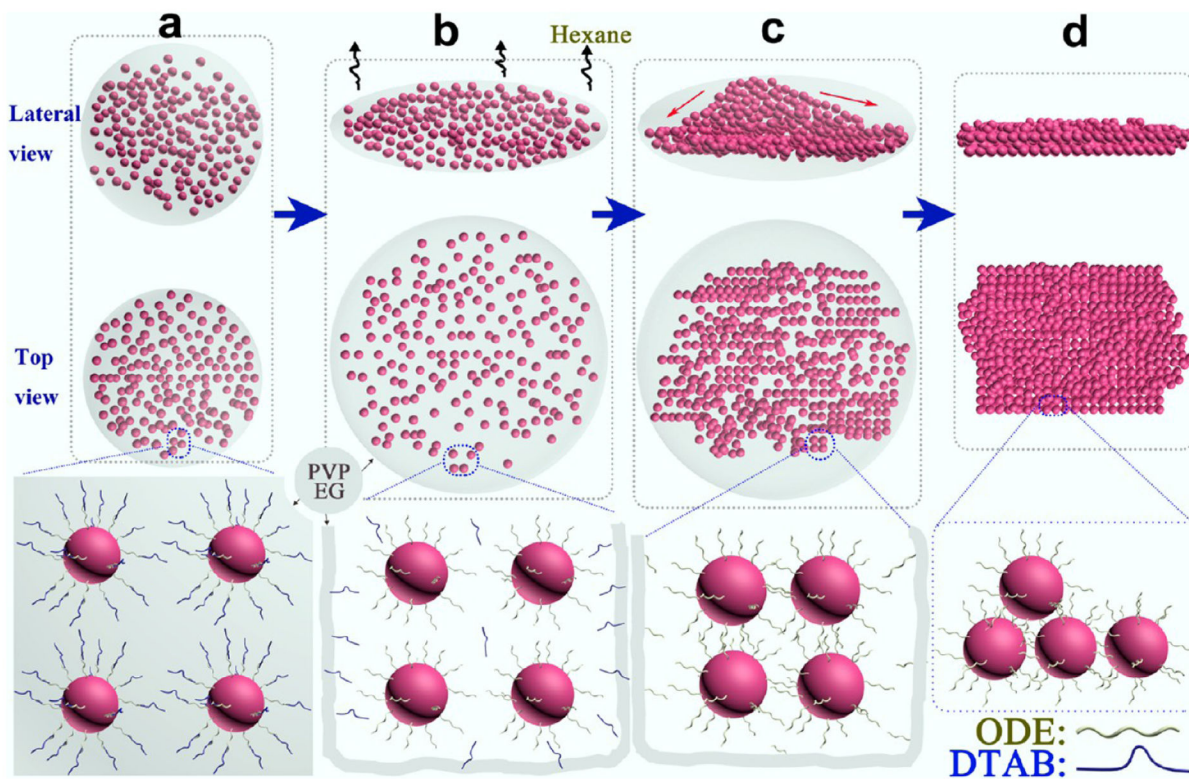 a
b
c
d
Hexane
Lateral
view
Top
view
PVP
EG
ODE:
DTAB: